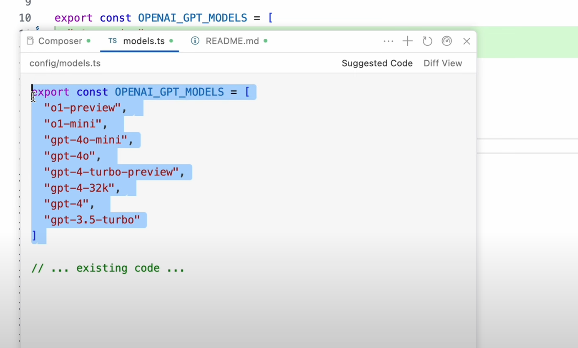 9
10 export const OPENAI_GPT_MODELS = [
Composer TS models.ts README.md
config/models.ts Suggested Code Diff View
export const OPENAI_GPT_MODELS = [
"o1-preview",
"o1-mini",
"gpt-4o-mini",
"gpt-4o",
"gpt-4-turbo-preview",
"gpt-4-32k",
"gpt-4",
"gpt-3.5-turbo"
]
// ... existing code ...